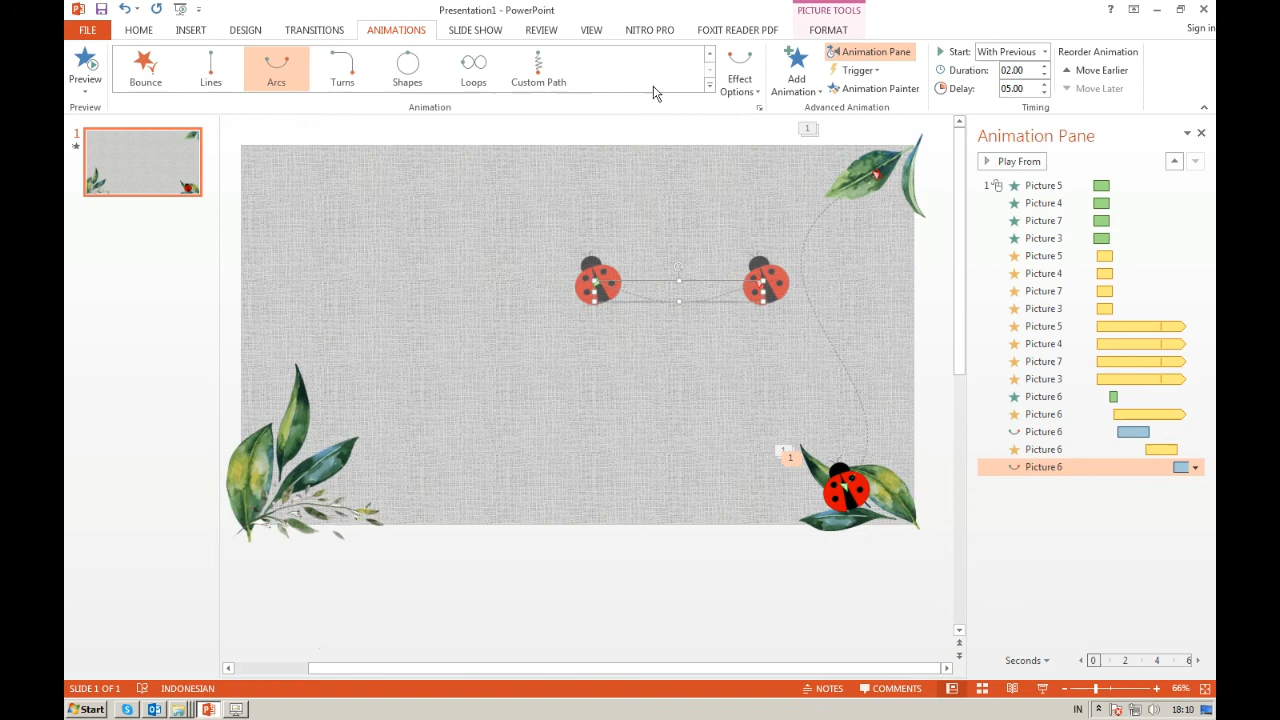 Presentation1 - PowerPoint
PICTURE TOOLS
?
FILE HOME INSERT DESIGN TRANSITIONS ANIMATIONS SLIDE SHOW REVIEW VIEW NITRO PRO FOXIT READER PDF FORMAT
Sign in
Preview
Bounce Lines Arcs Turns Shapes Loops Custom Path
Effect Options
Add Animation
Animation Pane
Trigger
Animation Painter
Start: With Previous
Duration: 02.00
Delay: 05.00
Reorder Animation
Move Earlier
Move Later
Preview Animation Advanced Animation Timing
1
1
1
1
Animation Pane
Play From
1 Picture 5
Picture 4
Picture 7
Picture 3
Picture 5
Picture 4
Picture 7
Picture 3
Picture 5
Picture 4
Picture 7
Picture 3
Picture 6
Picture 6
Picture 6
Picture 6
Picture 6
Seconds 0 2 4 6
SLIDE 1 OF 1 INDONESIAN NOTES COMMENTS 66%
Start IN 18:10